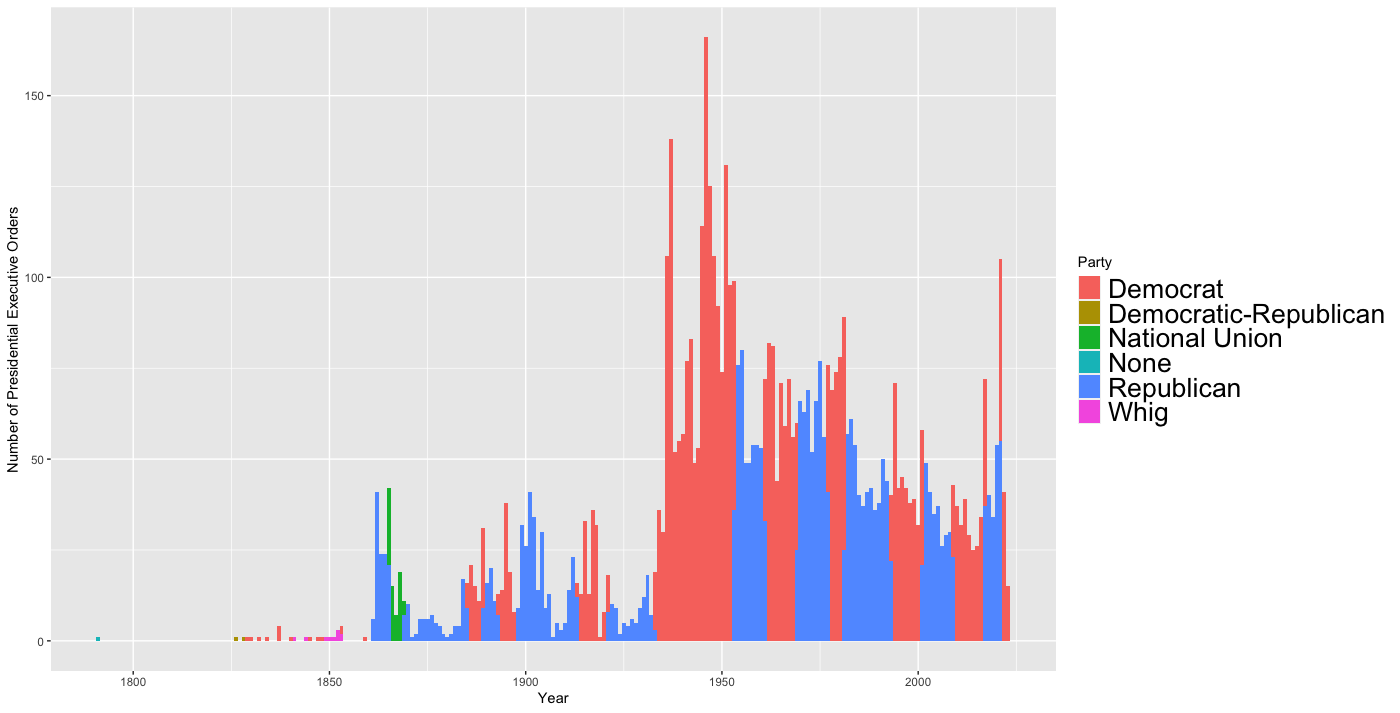 Number of Presidential Executive Orders
150
100
50
0
1800
1850
1900
1950
2000
Year
Party
Democrat
Democratic-Republican
National Union
None
Republican
Whig